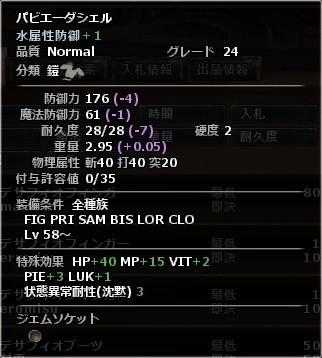 パピエーダシェル
水属性防御+1
品質 Normal グレード 24
分類 鎧 入札情報 出品情報
防御力 176 (-4)
魔法防御力 61 (-1) 時間 入札
耐久度 28/28 (-7) 硬度 2
重量 2.95 (+0.05)
物理属性 斬40 打40 突20
付与許容値 0/35
装備条件 全種族
FIG PRI SAM BIS LOR CLO
Lv 58~
特殊効果 HP+40 MP+15 VIT+2
PIE+3 LUK+1
状態異常耐性(沈黙) 3
ジェムソケット